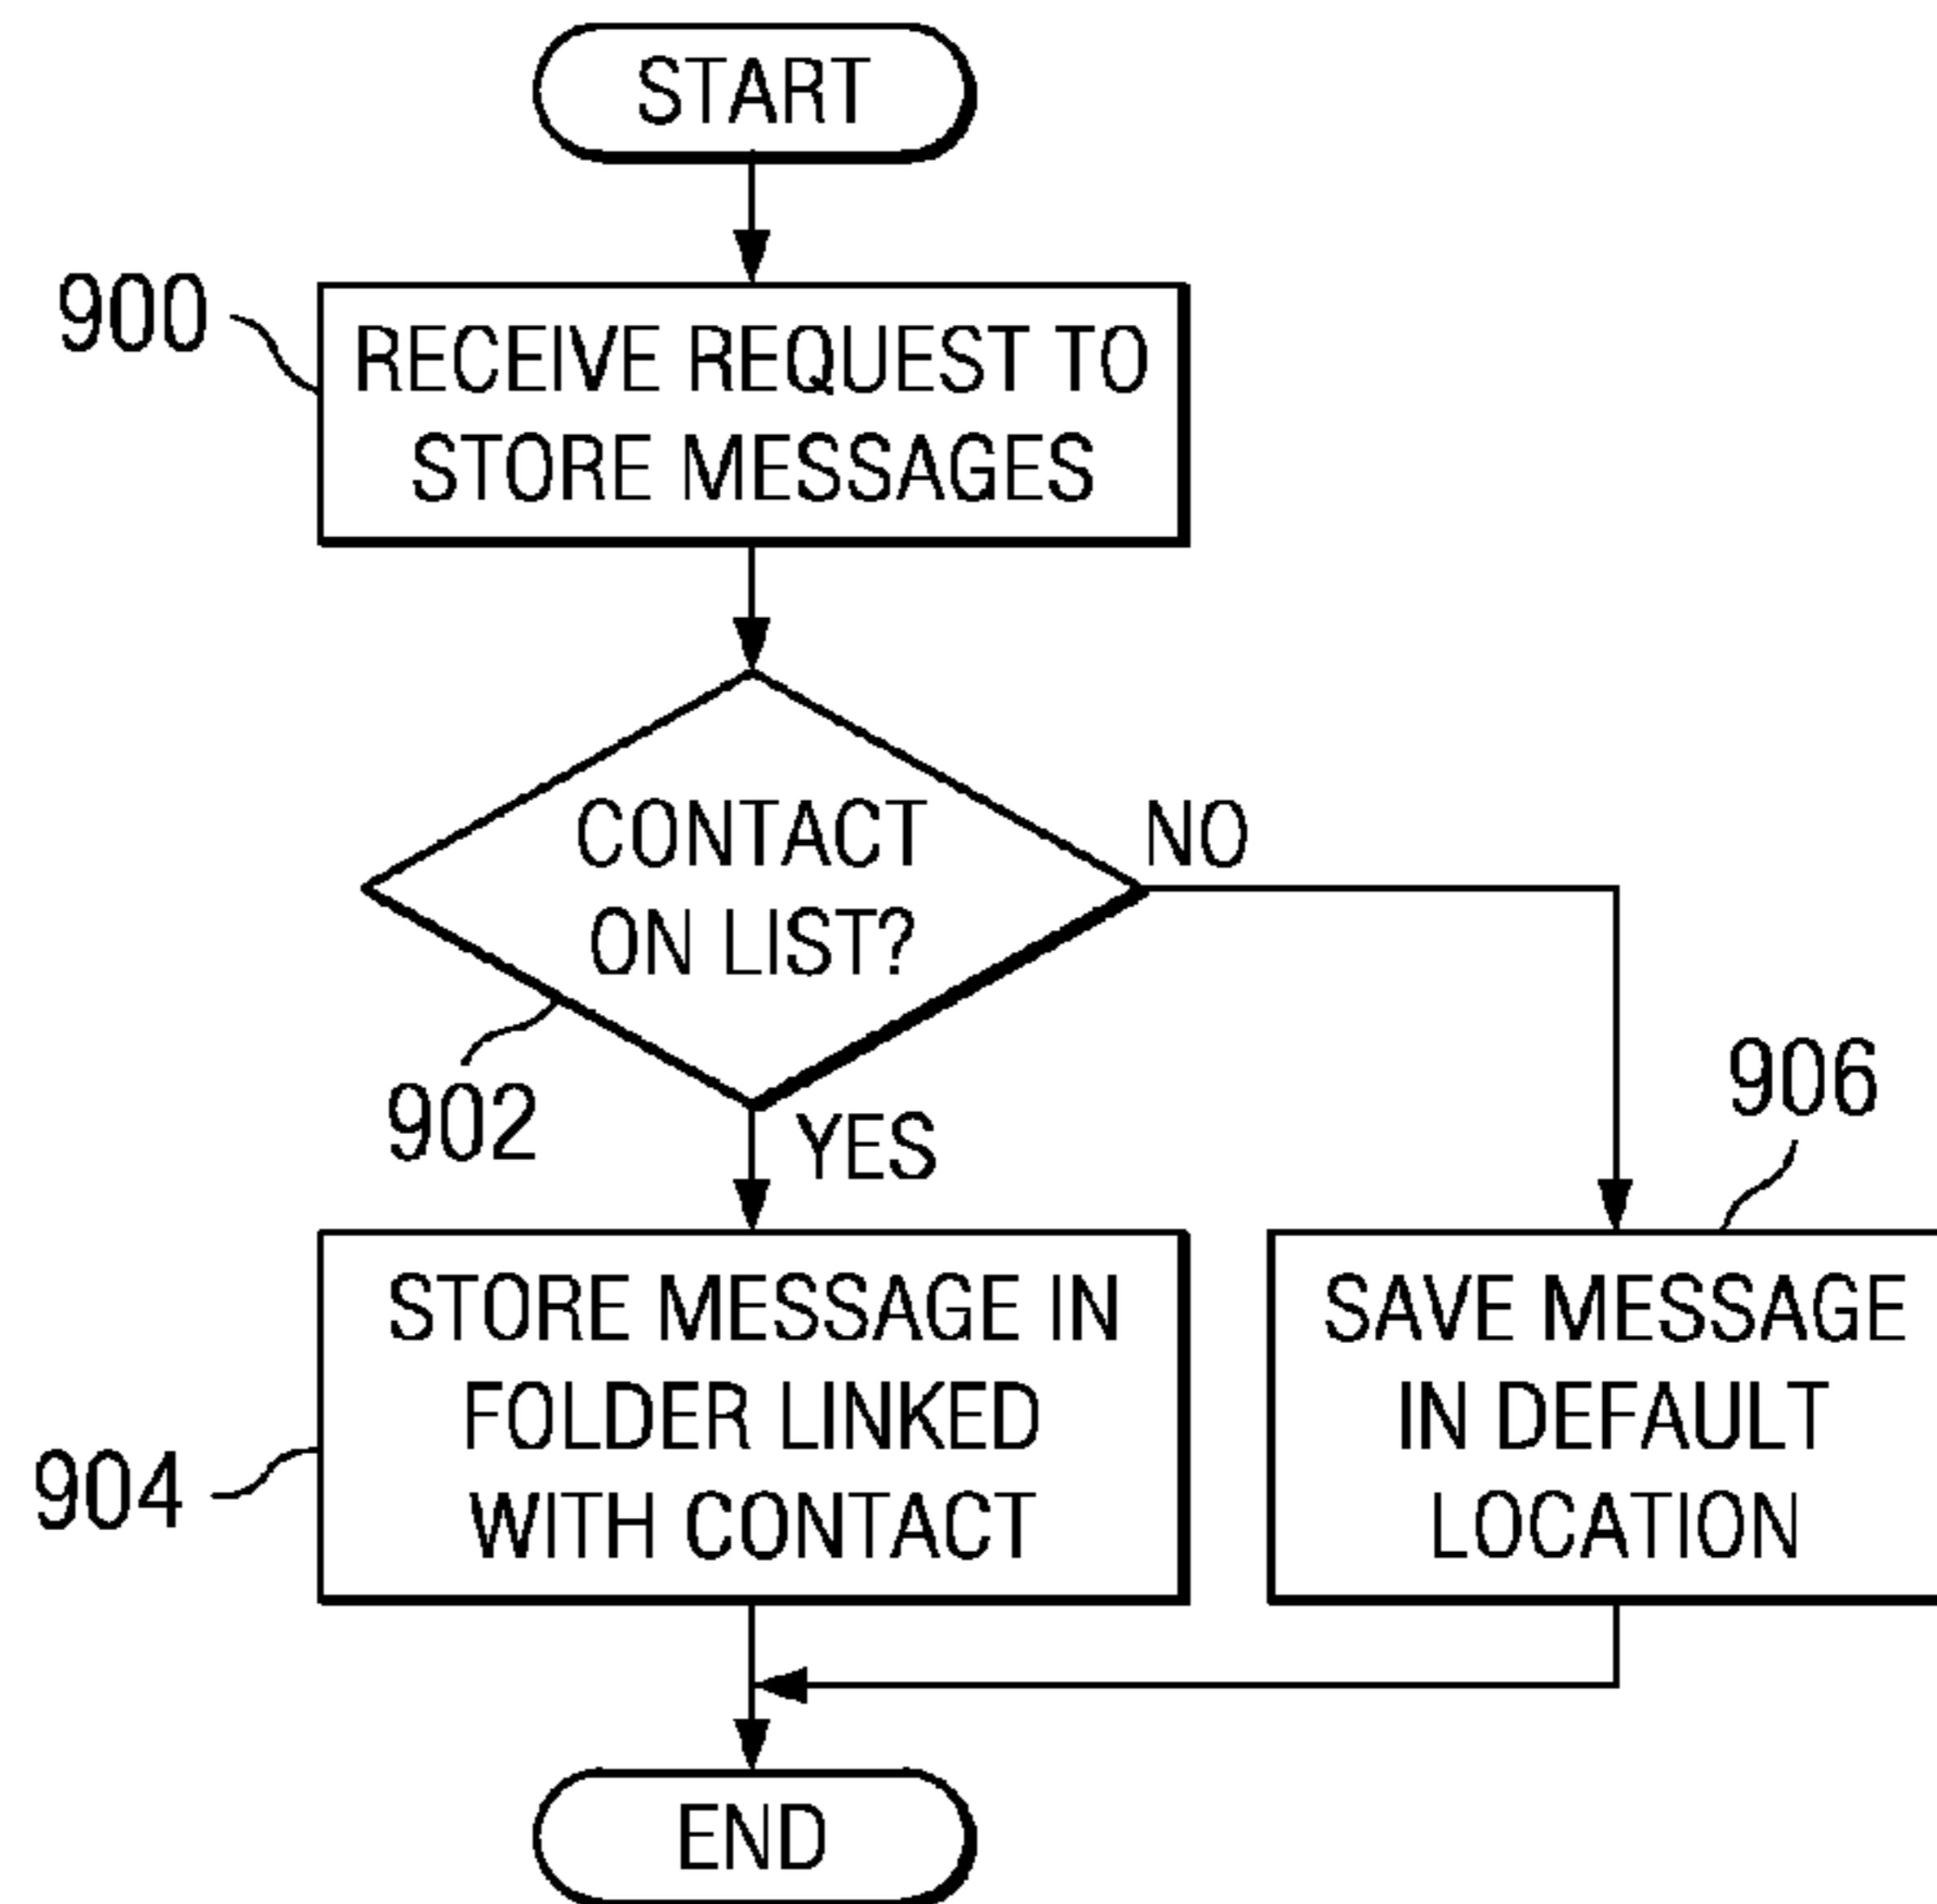 START
900
RECEIVE REQUEST TO
STORE MESSAGES
CONTACT
ON LIST?
NO
902
YES
906
904
STORE MESSAGE IN
FOLDER LINKED
WITH CONTACT
SAVE MESSAGE
IN DEFAULT
LOCATION
END